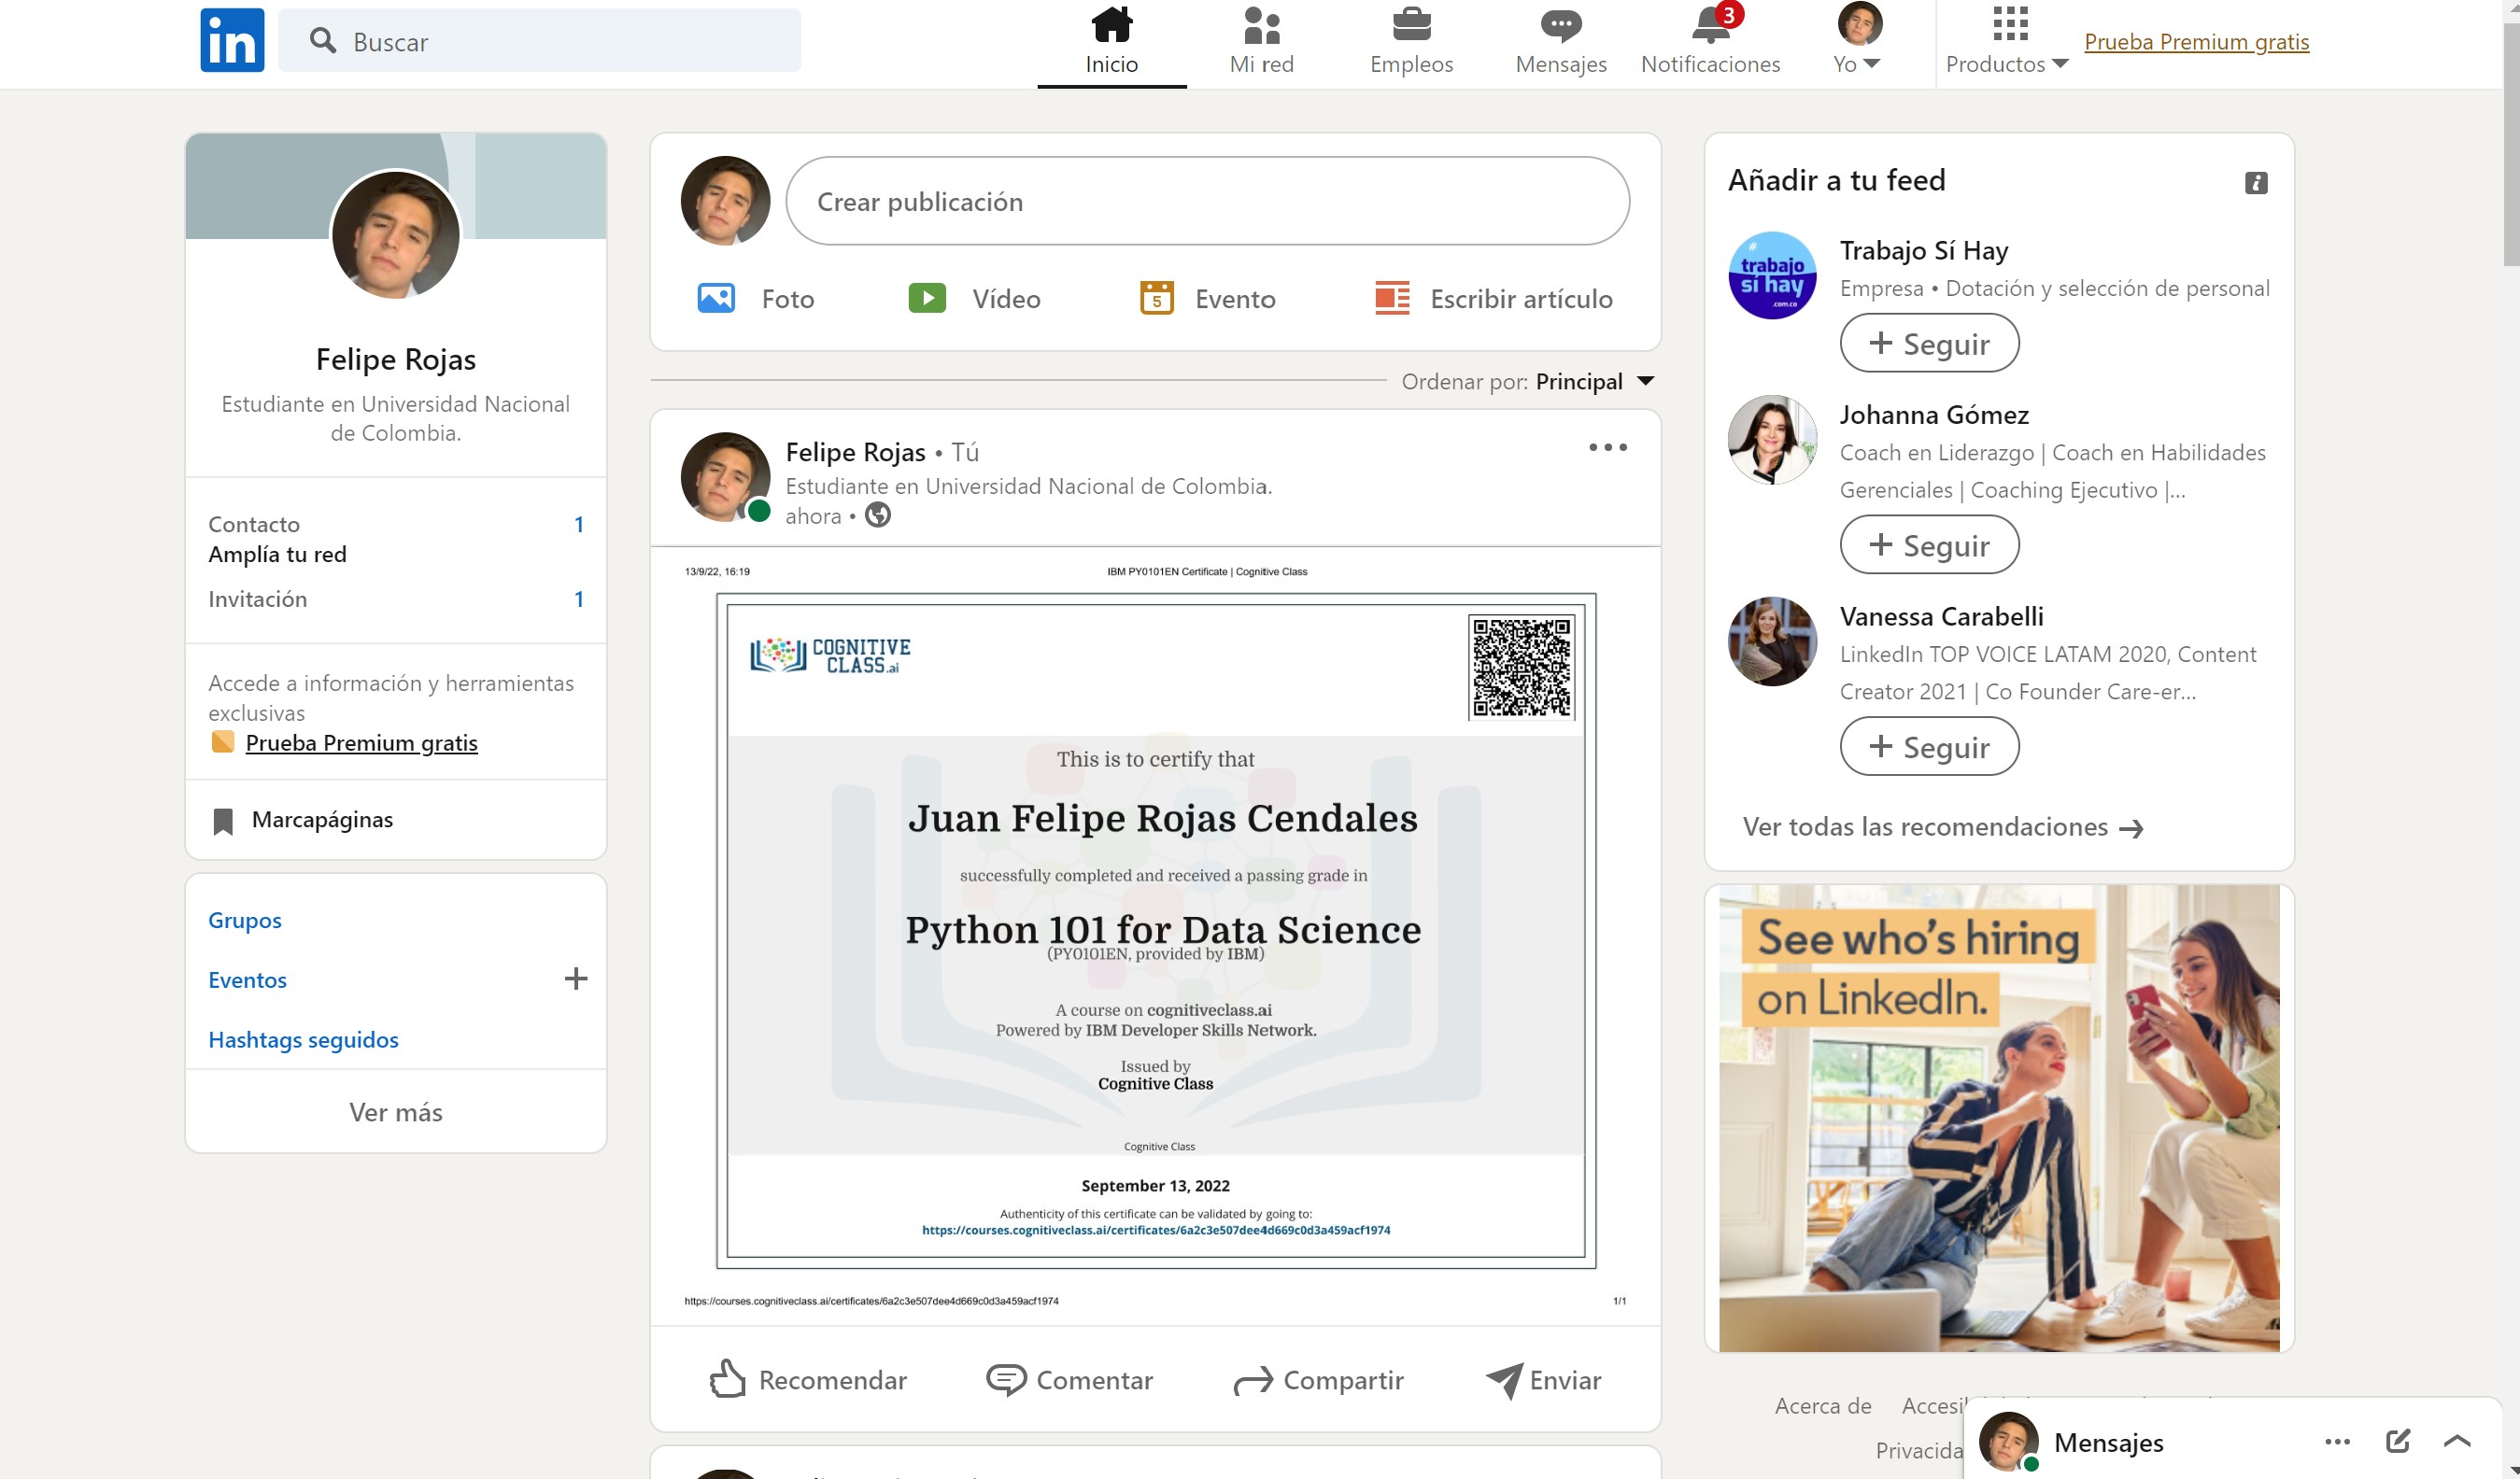 in
Buscar
Inicio
Mi red
Empleos
Mensajes
3
Notificaciones
Yo
Productos
Prueba Premium gratis
Felipe Rojas
Estudiante en Universidad Nacional
de Colombia.
Contacto 1
Amplía tu red
Invitación 1
Accede a información y herramientas
exclusivas
Prueba Premium gratis
Marcapáginas
Grupos
Eventos
Hashtags seguidos
Ver más
Crear publicación
Foto
Vídeo
5
Evento
Escribir artículo
Ordenar por: Principal
Felipe Rojas • Tú
Estudiante en Universidad Nacional de Colombia.
ahora •
13/9/22, 16:19
IBM PY0101EN Certificate | Cognitive Class
COGNITIVE
CLASS.ai
This is to certify that
Juan Felipe Rojas Cendales
successfully completed and received a passing grade in
Python 101 for Data Science
(PY0101EN, provided by IBM)
A course on cognitiveclass.ai
Powered by IBM Developer Skills Network.
Issued by
Cognitive Class
Cognitive Class
September 13, 2022
Authenticity of this certificate can be validated by going to:
https://courses.cognitiveclass.ai/certificates/6a2c3e507dee4d669c0d3a459acf1974
https://courses.cognitiveclass.ai/certificates/6a2c3e507dee4d669c0d3a459acf1974
1/1
Recomendar
Comentar
Compartir
Enviar
Añadir a tu feed
#
trabajo
sí hay
.com.co
Trabajo Sí Hay
Empresa • Dotación y selección de personal
+ Seguir
Johanna Gómez
Coach en Liderazgo | Coach en Habilidades
Gerenciales | Coaching Ejecutivo |...
+ Seguir
Vanessa Carabelli
LinkedIn TOP VOICE LATAM 2020, Content
Creator 2021 | Co Founder Care-er...
+ Seguir
Ver todas las recomendaciones →
See who's hiring
on LinkedIn.
Acerca de
Accesi
Privacida
Mensajes